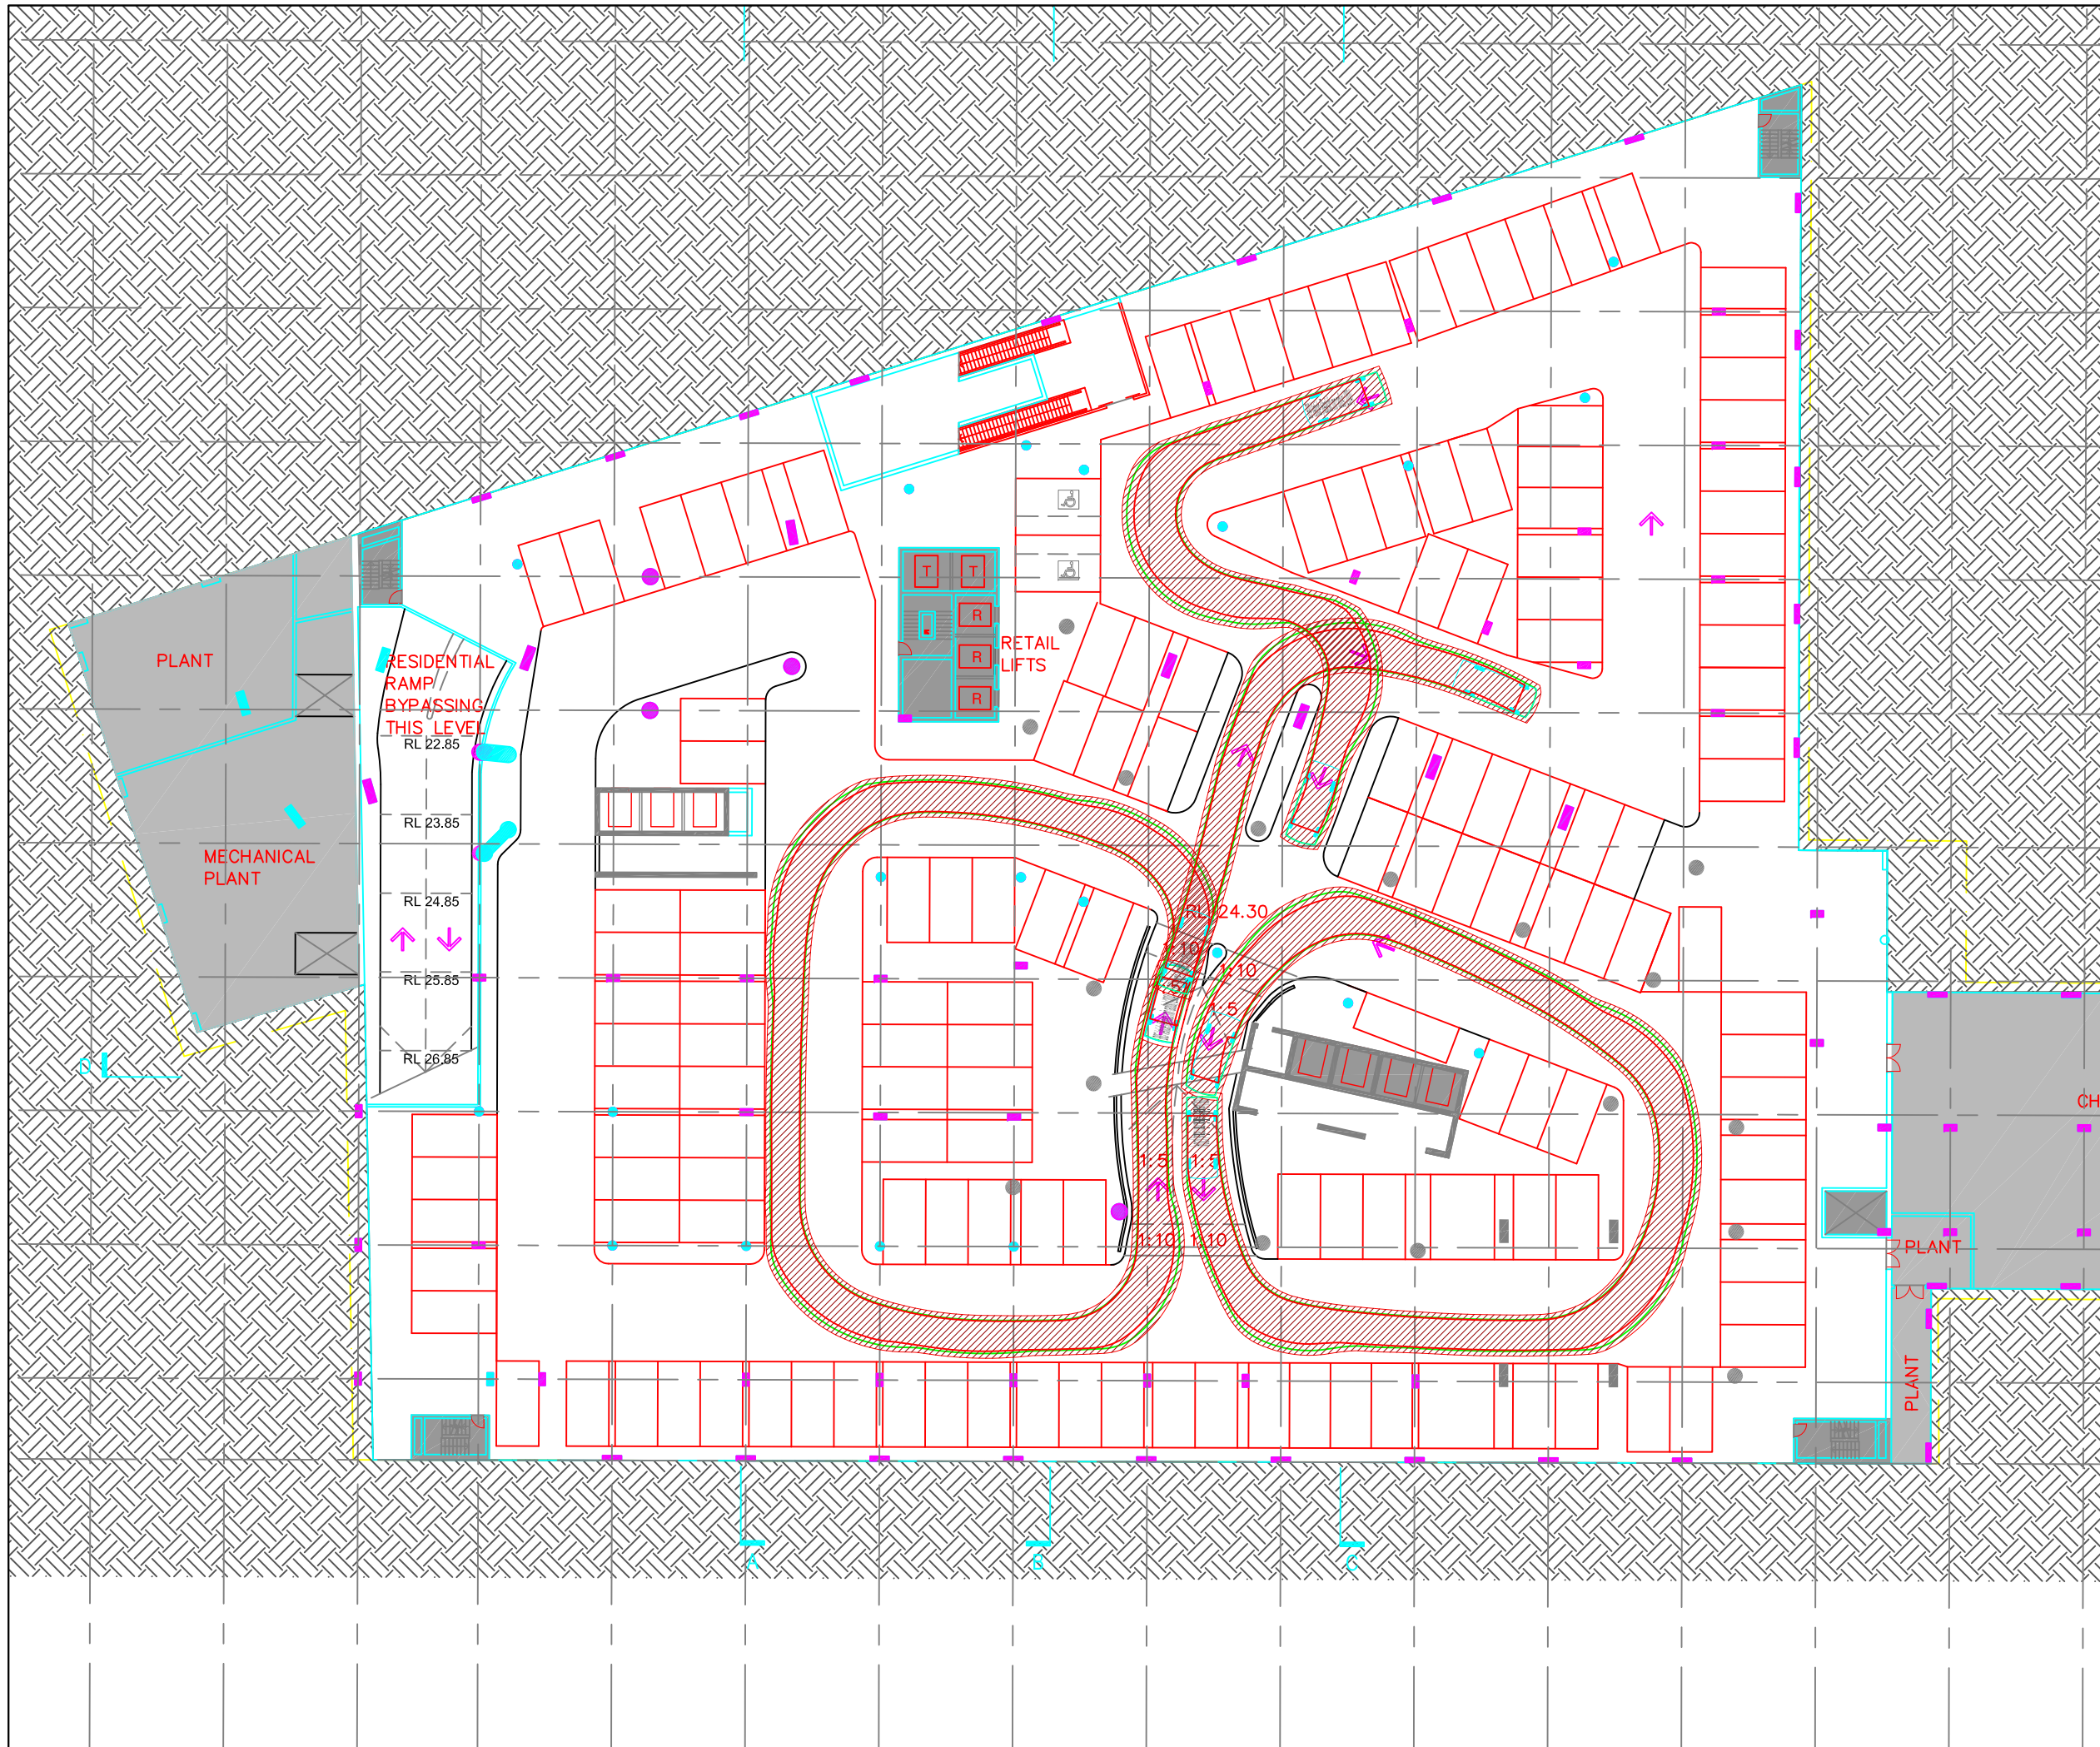 T
T
R
R
R
RETAIL
LIFTS
PLANT
RESIDENTIAL
RAMP
BYPASSING
THIS LEVEL
RL 22.85
RL 23.85
MECHANICAL
PLANT
RL 24.85
RL 25.85
RL 26.85
RL 24.30
1:10
1:10
1:5
1:5
D
CH
1:5
1:5
1:10
1:10
PLANT
PLANT
A
B
C